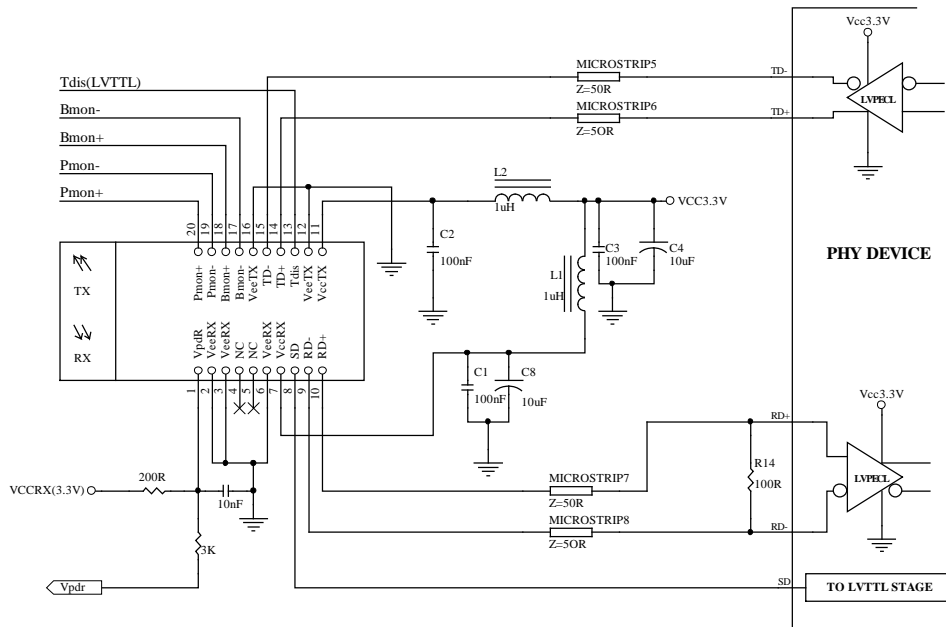 Vcc3.3V
MICROSTRIP5
TD-
Z=50R
LVPECL
MICROSTRIP6
TD+
Z=5OR
Tdis(LVTTL)
Bmon-
Bmon+
Pmon-
Pmon+
L2
1uH
VCC3.3V
C2
100nF
C3
100nF
C4
10uF
L1
1uH
PHY DEVICE
20
19
18
17
16
15
14
13
12
11
TX
Pmon+
Pmon-
Bmon+
Bmon-
VeeTX
TD-
TD+
Tdis
VeeTX
VccTX
RX
VpdR
VeeRX
VeeRX
NC
NC
VeeRX
VccRX
SD
RD-
RD+
1
2
3
4
5
6
7
8
9
10
C1
100nF
C8
10uF
Vcc3.3V
RD+
R14
100R
LVPECL
MICROSTRIP7
Z=50R
MICROSTRIP8
Z=5OR
RD-
VCCRX(3.3V)
200R
10nF
3K
Vpdr
SD
TO LVTTL STAGE